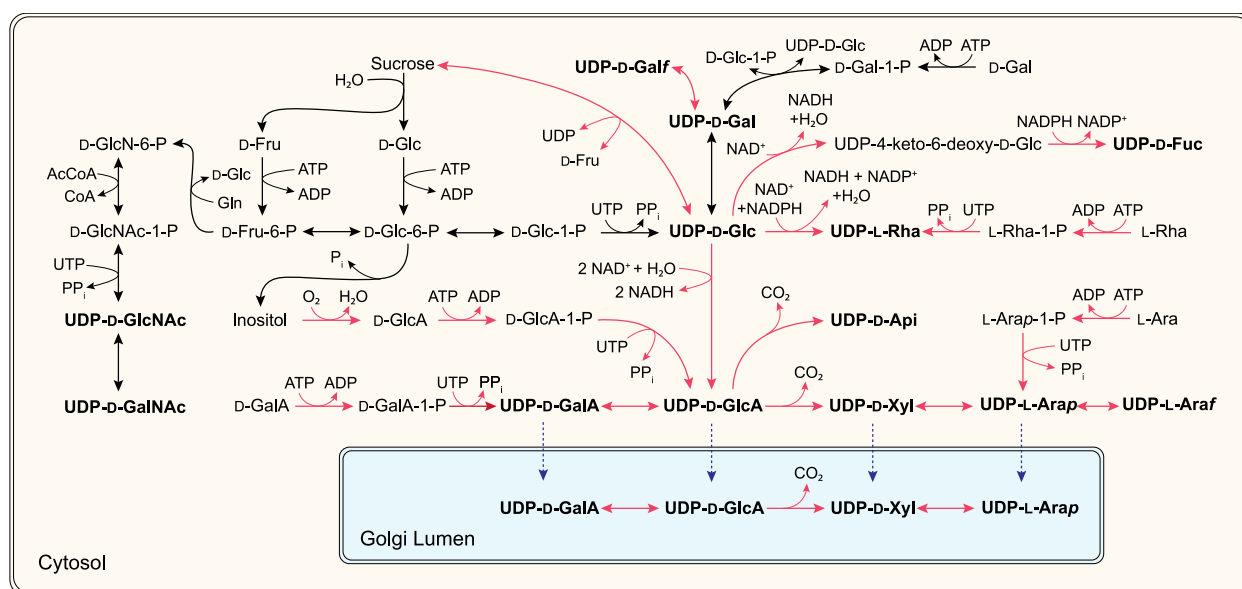 D-Glc-1-P UDP-D-Glc ADP ATP
Sucrose UDP-D-Galf D-Gal-1-P D-Gal
H₂O
NADH
+H₂O
UDP-D-Gal
NADPH NADP⁺
UDP
D-Fru
NAD⁺
UDP-4-keto-6-deoxy-D-Glc UDP-D-Fuc
D-GlcN-6-P D-Fru D-Glc
AcCoA D-Glc ATP ATP
CoA Gln ADP ADP
NAD⁺
+NADPH
NADH + NADP⁺
+H₂O
UTP PPᵢ PPᵢ UTP ADP ATP
D-GlcNAc-1-P D-Fru-6-P D-Glc-6-P D-Glc-1-P UDP-D-Glc UDP-L-Rha L-Rha-1-P L-Rha
UTP
PPᵢ
Pᵢ
2 NAD⁺ + H₂O
2 NADH
O₂ H₂O ATP ADP CO₂ ADP ATP
UDP-D-GlcNAc Inositol D-GlcA D-GlcA-1-P UDP-D-Api L-Arap-1-P L-Ara
UTP
PPᵢ
UTP
PPᵢ
ATP ADP UTP PPᵢ CO₂
UDP-D-GalNAc D-GalA D-GalA-1-P UDP-D-GalA UDP-D-GlcA UDP-D-Xyl UDP-L-Arap UDP-L-Araf
CO₂
UDP-D-GalA UDP-D-GlcA UDP-D-Xyl UDP-L-Arap
Golgi Lumen
Cytosol